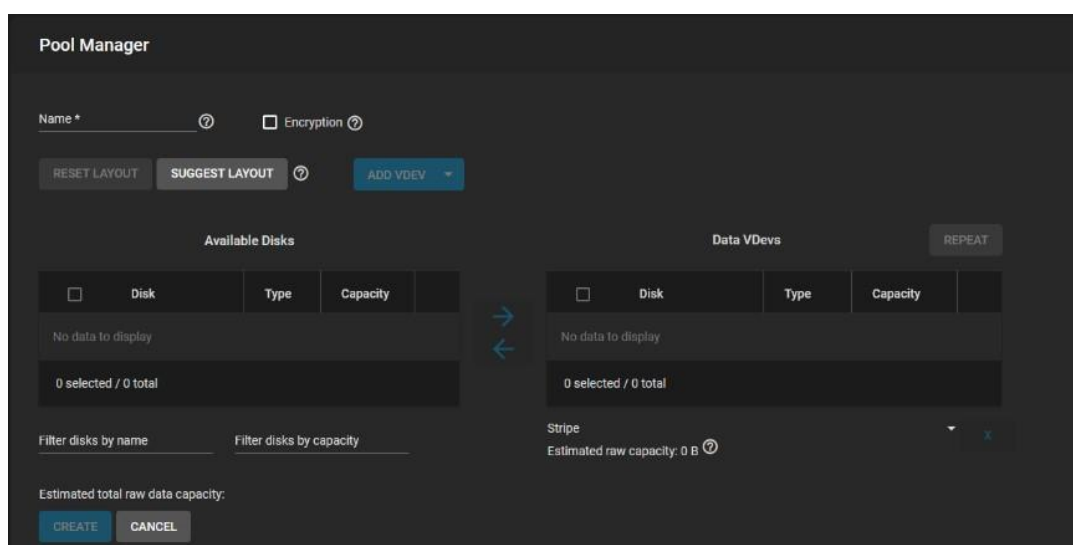 Pool Manager
Name *
Encryption
RESET LAYOUT SUGGEST LAYOUT ADD VDEV
Available Disks
Data VDevs REPEAT
Disk Type Capacity
Disk Type Capacity
No data to display
No data to display
0 selected / 0 total
0 selected / 0 total
Filter disks by name Filter disks by capacity
Stripe
X
Estimated raw capacity: 0 B
Estimated total raw data capacity:
CREATE CANCEL